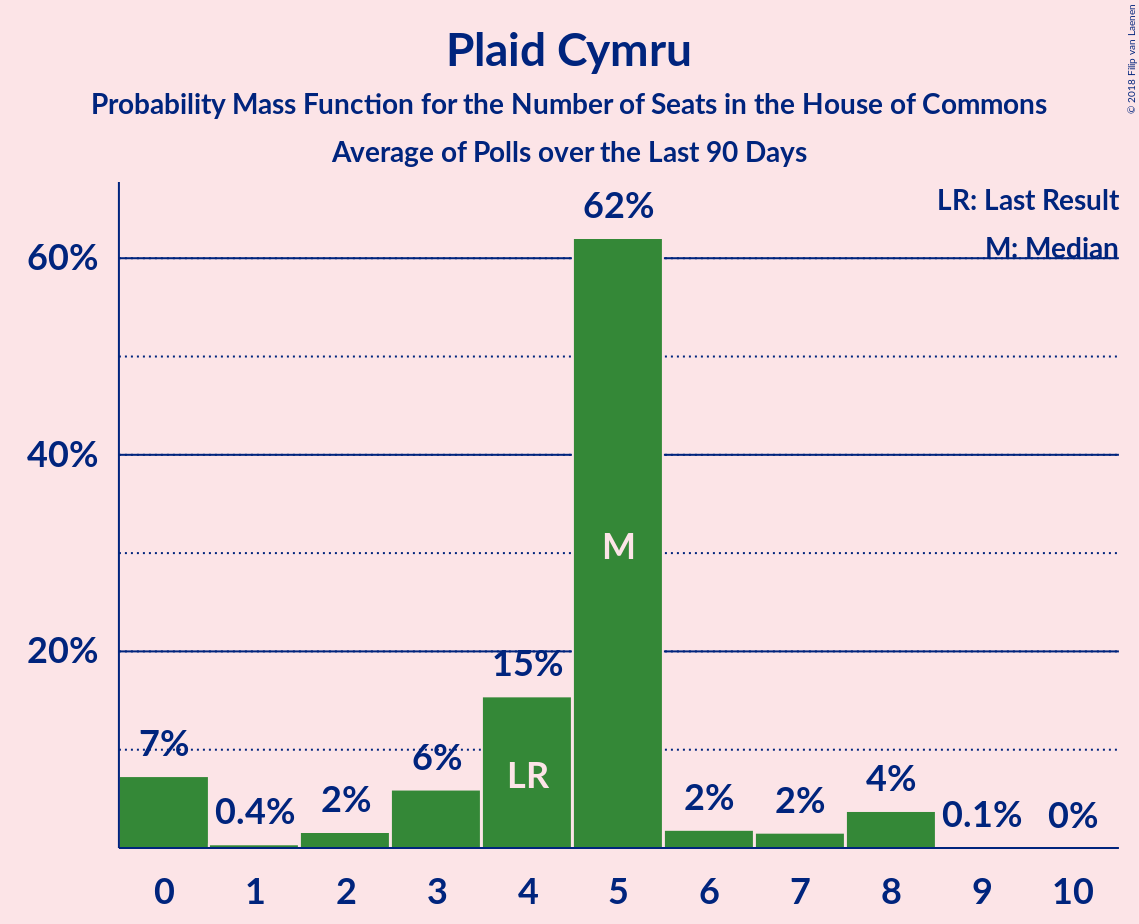 Plaid Cymru
Probability Mass Function for the Number of Seats in the House of Commons
Average of Polls over the Last 90 Days
© 2018 Filip van Laenen
LR: Last Result
M: Median
60%
40%
20%
7%
0.4%
2%
6%
15%
62%
2%
2%
4%
0.1%
0%
LR
M
0 1 2 3 4 5 6 7 8 9 10